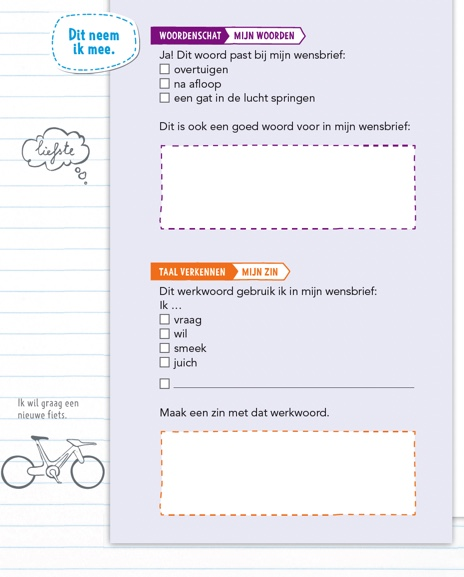 Dit neem
ik mee.
WOORDENSCHAT MIJN WOORDEN
Ja! Dit woord past bij mijn wensbrief:
overtuigen
na afloop
een gat in de lucht springen
liefste
Dit is ook een goed woord voor in mijn wensbrief:
TAAL VERKENNEN MIJN ZIN
Dit werkwoord gebruik ik in mijn wensbrief:
Ik ...
vraag
wil
smeek
juich
Ik wil graag een
nieuwe fiets.
Maak een zin met dat werkwoord.